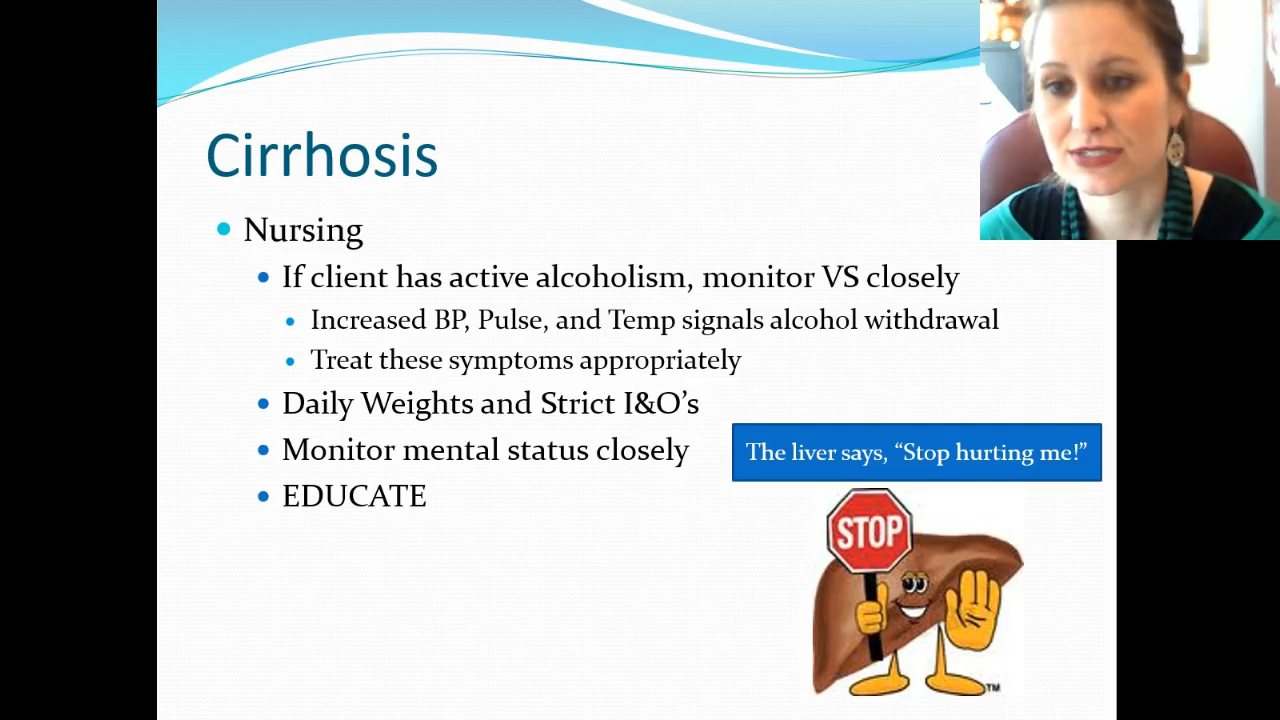 Cirrhosis
Nursing
If client has active alcoholism, monitor VS closely
Increased BP, Pulse, and Temp signals alcohol withdrawal
Treat these symptoms appropriately
Daily Weights and Strict I&O’s
Monitor mental status closely
EDUCATE
The liver says, “Stop hurting me!”
STOP
TM